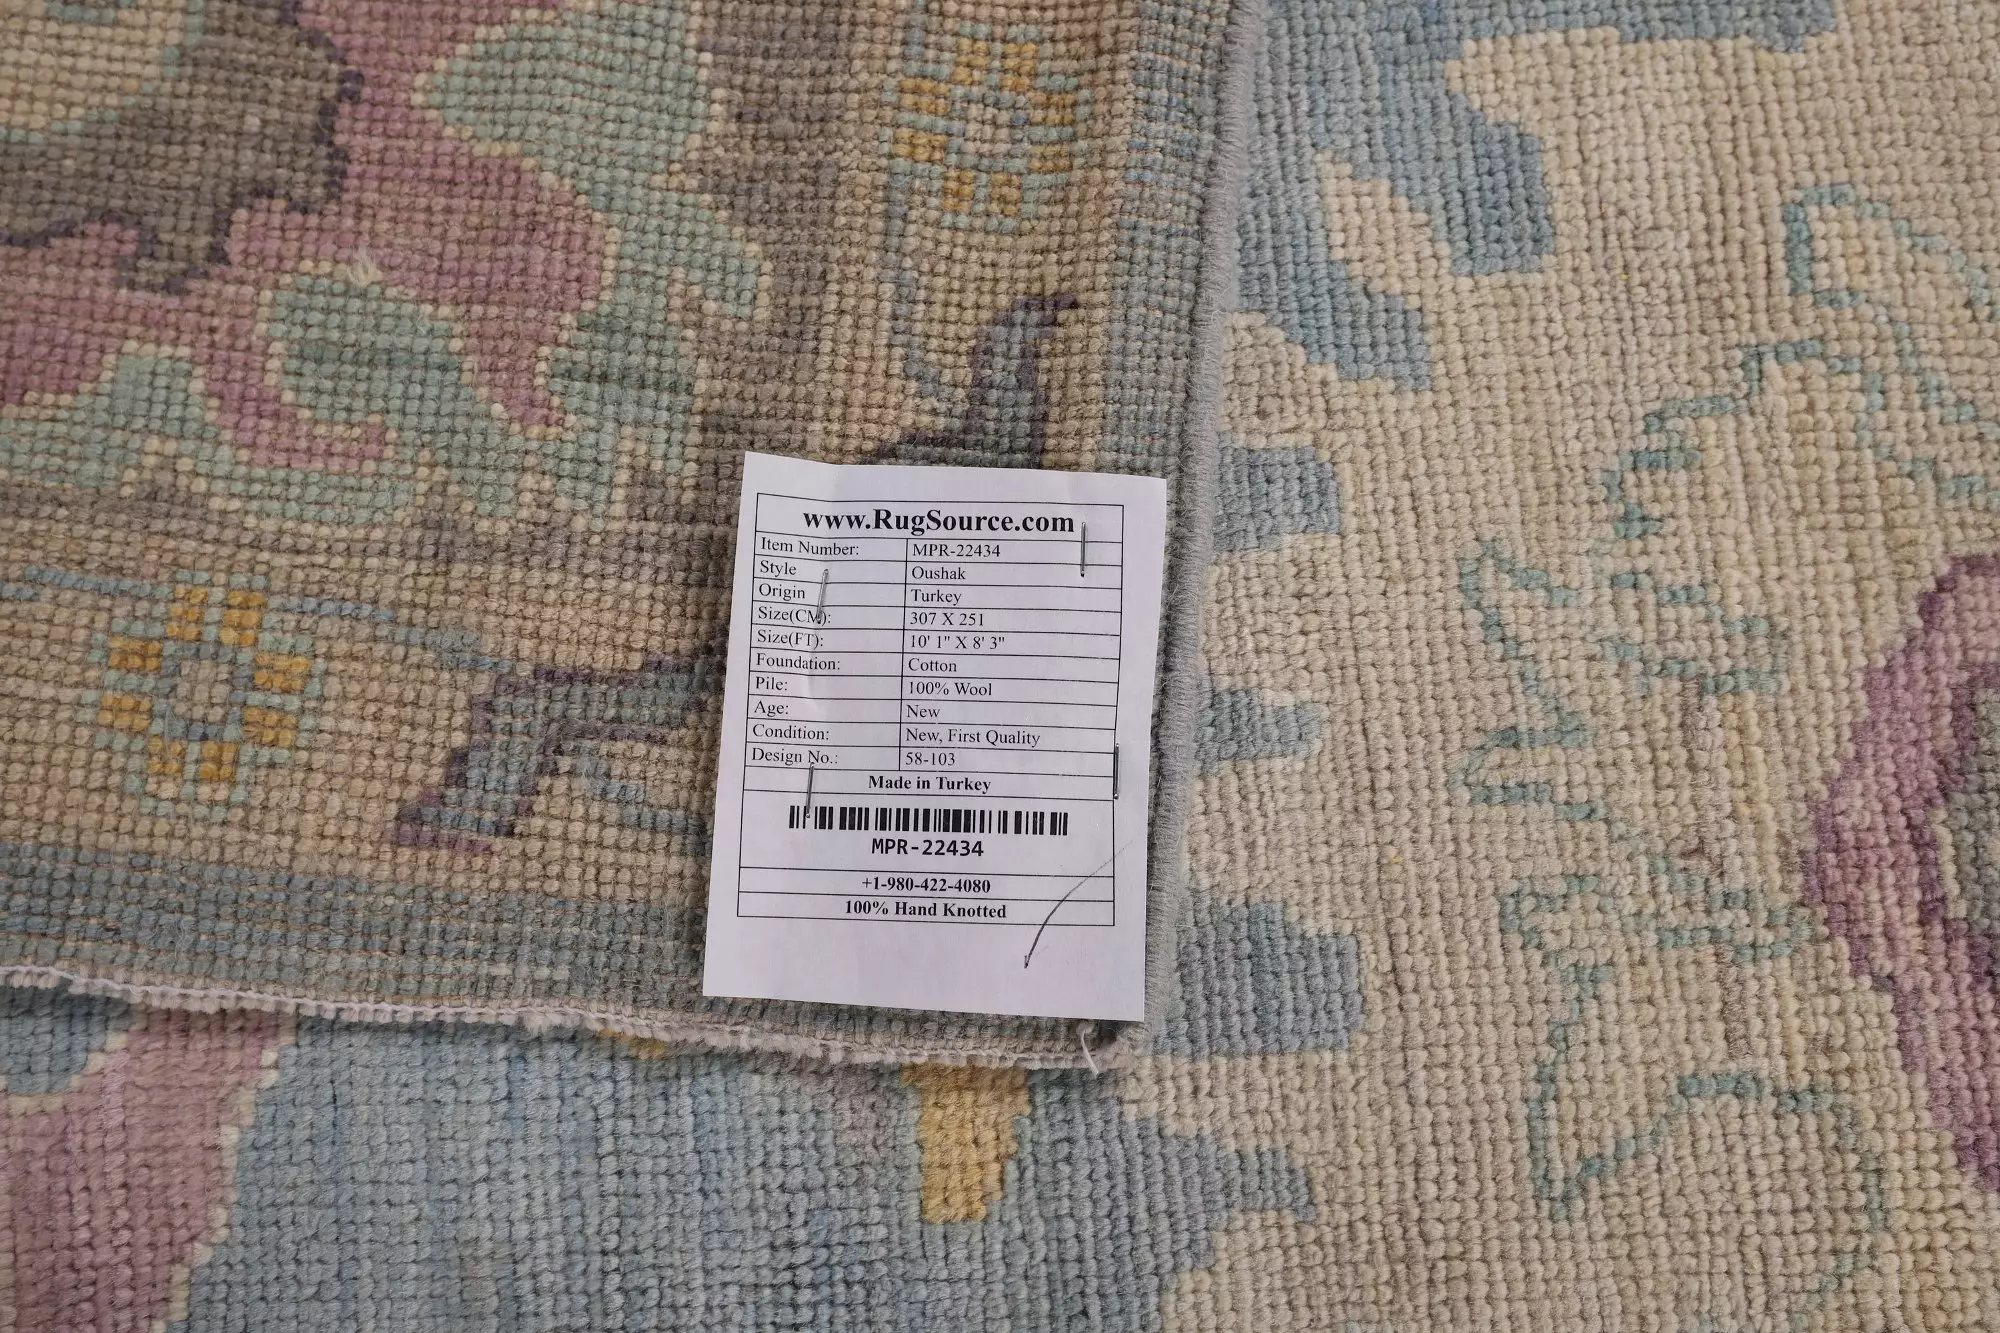 www.RugSource.com
Item Number: MPR-22434
Style Oushak
Origin Turkey
Size(CM): 307 X 251
Size(FT): 10' 1" X 8' 3"
Foundation: Cotton
Pile: 100% Wool
Age: New
Condition: New, First Quality
Design No.: 58-103
Made in Turkey
MPR-22434
+1-980-422-4080
100% Hand Knotted